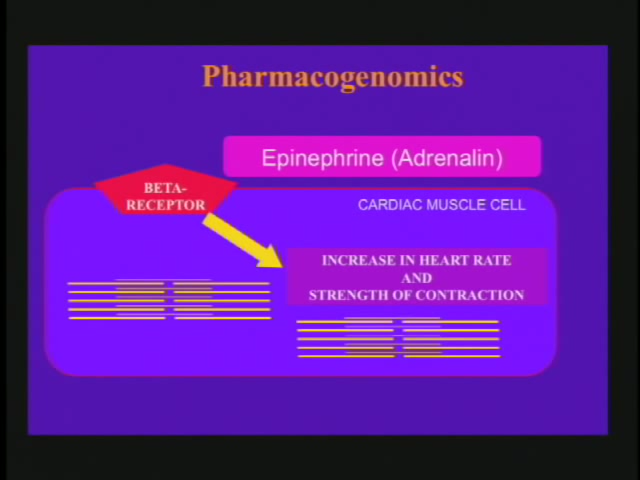 Pharmacogenomics
Epinephrine (Adrenalin)
BETA-
RECEPTOR
CARDIAC MUSCLE CELL
INCREASE IN HEART RATE
AND
STRENGTH OF CONTRACTION